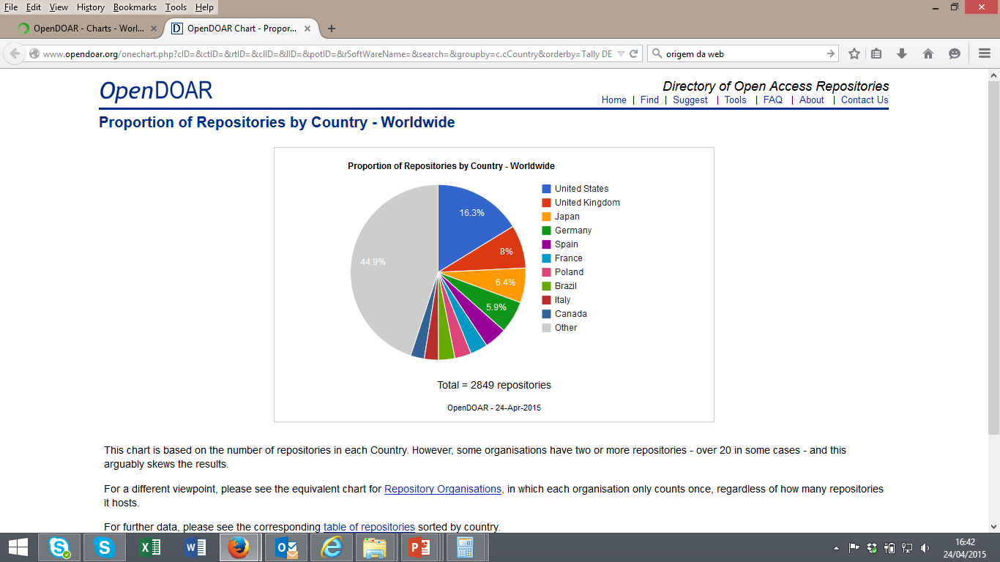 File Edit View History Bookmarks Tools Help
OpenDOAR - Charts - Worl... × OpenDOAR Chart - Propor... × +
www.opendoar.org/onechart.php?cID=&ctID=&rtID=&clID=&lID=&potID=&rSoftWareName=&search=&groupby=c.cCountry&orderby=Tally DE origem da web
OpenDOAR
Directory of Open Access Repositories
Home | Find | Suggest | Tools | FAQ | About | Contact Us
Proportion of Repositories by Country - Worldwide
Proportion of Repositories by Country - Worldwide
16.3%
8%
6.4%
5.9%
44.9%
United States
United Kingdom
Japan
Germany
Spain
France
Poland
Brazil
Italy
Canada
Other
Total = 2849 repositories
OpenDOAR - 24-Apr-2015
This chart is based on the number of repositories in each Country. However, some organisations have two or more repositories - over 20 in some cases - and this
arguably skews the results.
For a different viewpoint, please see the equivalent chart for Repository Organisations, in which each organisation only counts once, regardless of how many repositories
it hosts.
For further data, please see the corresponding table of repositories sorted by country.
16:42
24/04/2015